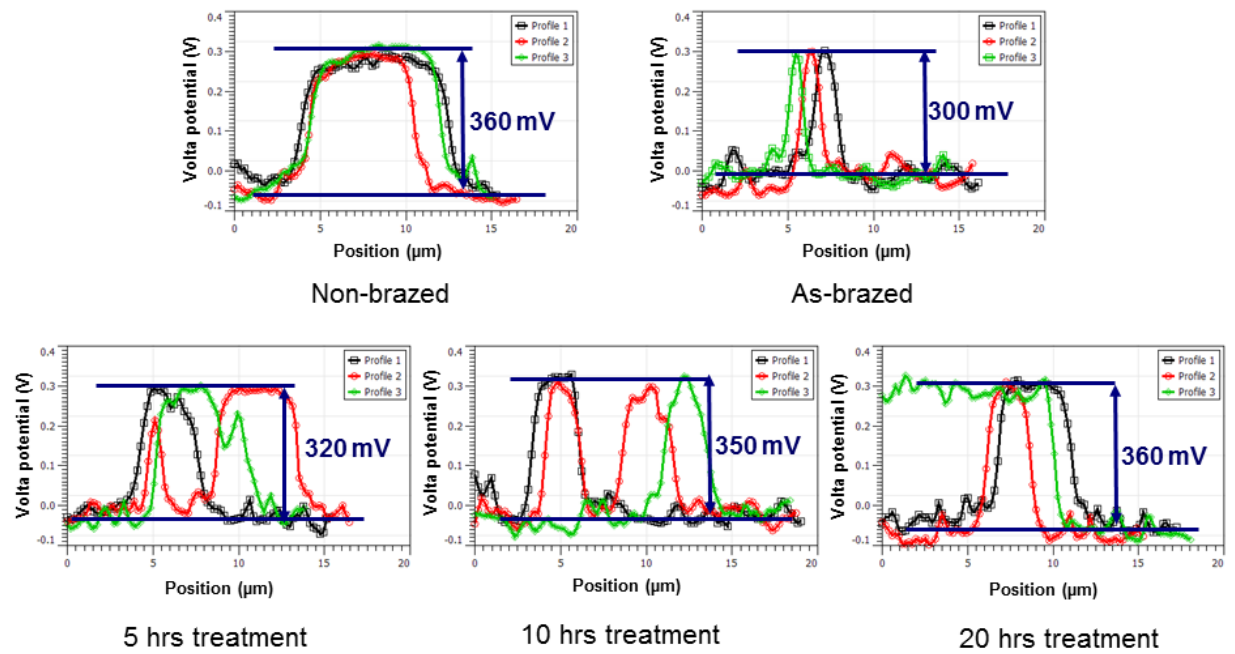 0.4
0.3
0.2
0.1
0.0
-0.1
Volta potential (V)
Profile 1
Profile 2
Profile 3
360 mV
0 5 10 15 20
Position (µm)
Non-brazed
0.4
0.3
0.2
0.1
0.0
-0.1
Volta potential (V)
Profile 1
Profile 2
Profile 3
300 mV
0 5 10 15 20
Position (µm)
As-brazed
0.4
0.3
0.2
0.1
0.0
-0.1
Volta potential (V)
Profile 1
Profile 2
Profile 3
320 mV
0 5 10 15 20
Position (µm)
5 hrs treatment
0.4
0.3
0.2
0.1
0.0
-0.1
Volta potential (V)
Profile 1
Profile 2
Profile 3
350 mV
0 5 10 15 20
Position (µm)
10 hrs treatment
0.4
0.3
0.2
0.1
0.0
-0.1
Volta potential (V)
Profile 1
Profile 2
Profile 3
360 mV
0 5 10 15 20
Position (µm)
20 hrs treatment